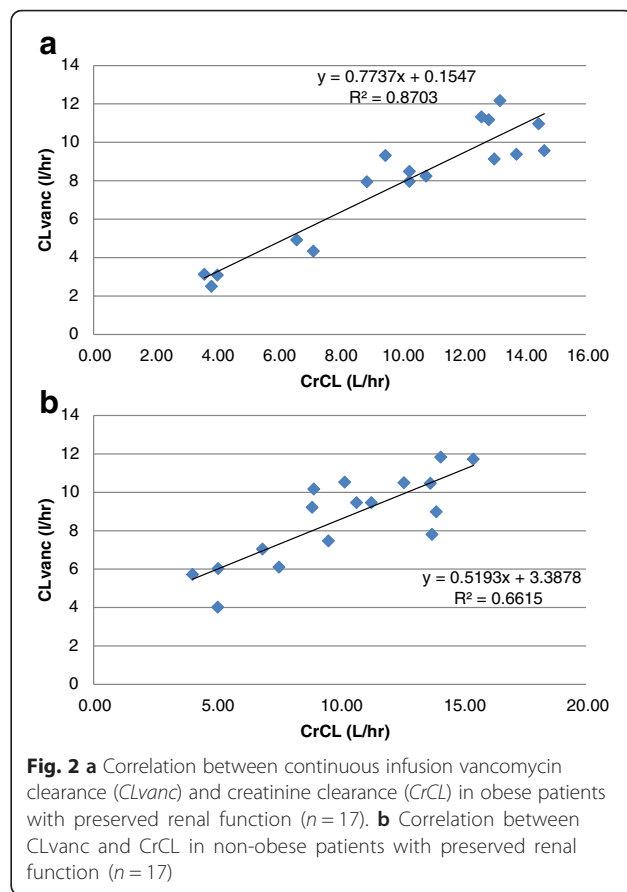 a
14
12
10
8
6
4
2
0
CLvanc (l/hr)
y = 0.7737x + 0.1547
R² = 0.8703
0.00 2.00 4.00 6.00 8.00 10.00 12.00 14.00 16.00
CrCL (L/hr)
b
14
12
10
8
6
4
2
0
CLvanc (l/hr)
y = 0.5193x + 3.3878
R² = 0.6615
0.00 5.00 10.00 15.00 20.00
CrCL (L/hr)
Fig. 2 a Correlation between continuous infusion vancomycin
clearance (CLvanc) and creatinine clearance (CrCL) in obese patients
with preserved renal function (n = 17). b Correlation between
CLvanc and CrCL in non-obese patients with preserved renal
function (n = 17)